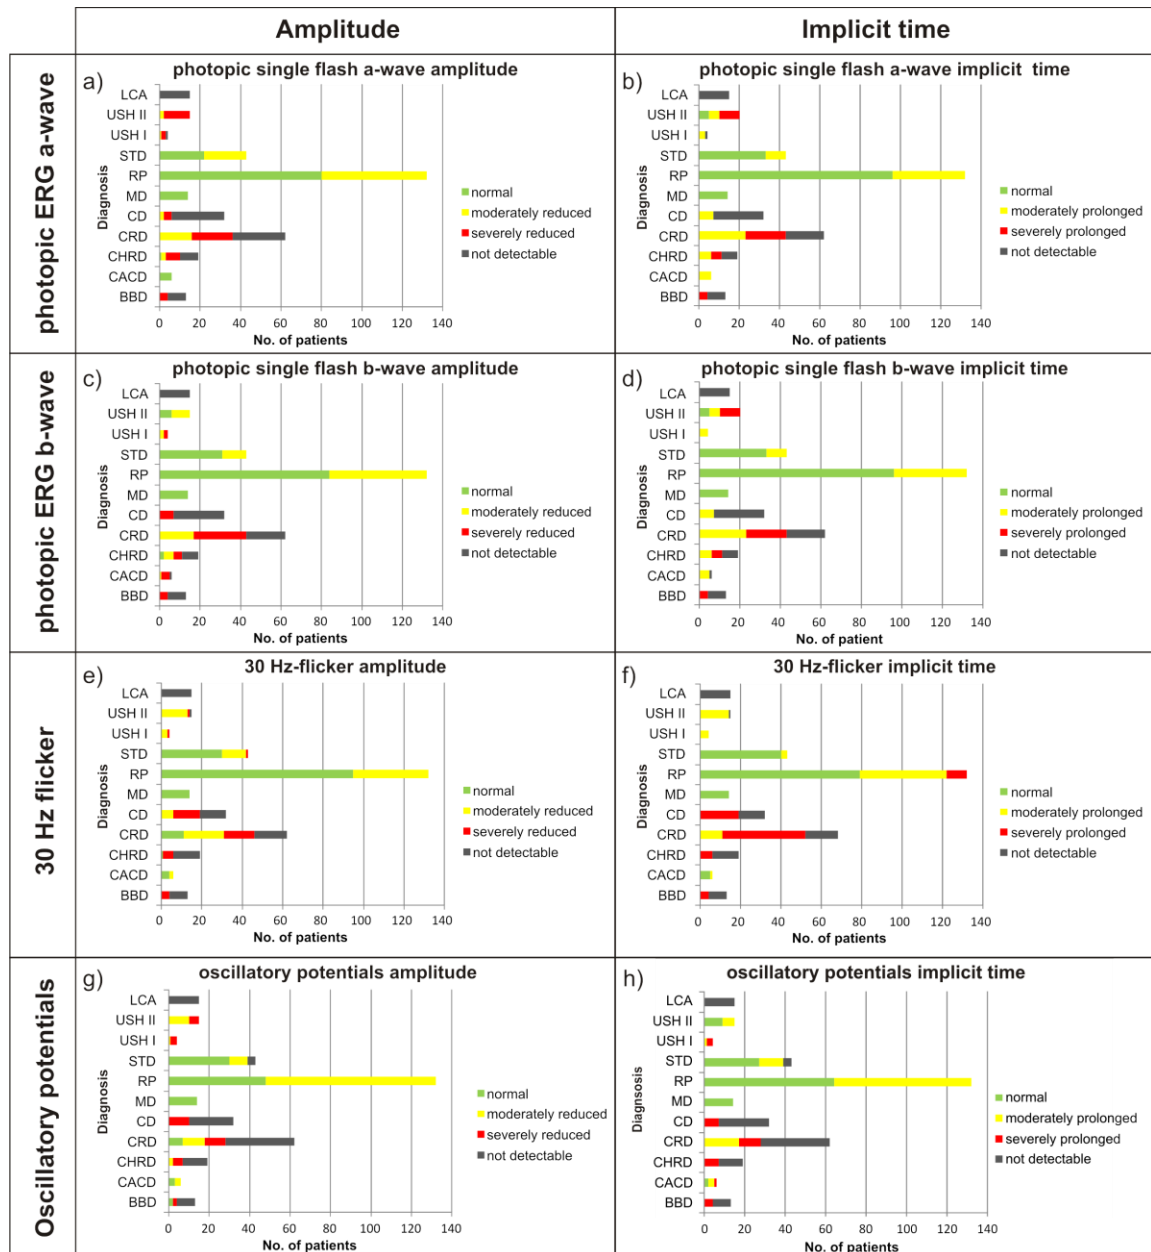 Amplitude
Implicit time
photopic ERG a-wave
a)
photopic single flash a-wave amplitude
Diagnosis
LCA
USH II
USH I
STD
RP
MD
CD
CRD
CHRD
CACD
BBD
0 20 40 60 80 100 120 140
No. of patients
normal
moderately reduced
severely reduced
not detectable
b)
photopic single flash a-wave implicit time
Diagnosis
LCA
USH II
USH I
STD
RP
MD
CD
CRD
CHRD
CACD
BBD
0 20 40 60 80 100 120 140
No. of patients
normal
moderately prolonged
severely prolonged
not detectable
photopic ERG b-wave
c)
photopic single flash b-wave amplitude
Diagnosis
LCA
USH II
USH I
STD
RP
MD
CD
CRD
CHRD
CACD
BBD
0 20 40 60 80 100 120 140
No. of patients
normal
moderately reduced
severely reduced
not detectable
d)
photopic single flash b-wave implicit time
Diagnosis
LCA
USH II
USH I
STD
RP
MD
CD
CRD
CHRD
CACD
BBD
0 20 40 60 80 100 120 140
No. of patient
normal
moderately prolonged
severely prolonged
not detectable
30 Hz flicker
e)
30 Hz-flicker amplitude
Diagnosis
LCA
USH II
USH I
STD
RP
MD
CD
CRD
CHRD
CACD
BBD
0 20 40 60 80 100 120 140
No. of patients
normal
moderately reduced
severely reduced
not detectable
f)
30 Hz-flicker implicit time
Diagnosis
LCA
USH II
USH I
STD
RP
MD
CD
CRD
CHRD
CACD
BBD
0 20 40 60 80 100 120 140
No. of patients
normal
moderately prolonged
severely prolonged
not detectable
Oscillatory potentials
g)
oscillatory potentials amplitude
Diagnosis
LCA
USH II
USH I
STD
RP
MD
CD
CRD
CHRD
CACD
BBD
0 20 40 60 80 100 120 140
No. of patients
normal
moderately reduced
severely reduced
not detectable
h)
oscillatory potentials implicit time
Diagnsosis
LCA
USH II
USH I
STD
RP
MD
CD
CRD
CHRD
CACD
BBD
0 20 40 60 80 100 120 140
No. of patients
normal
moderately prolonged
severely prolonged
not detectable